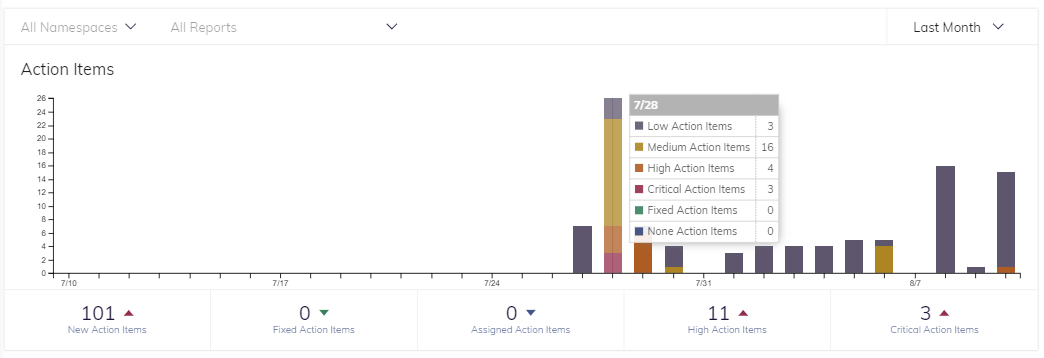 All Namespaces All Reports Last Month
Action Items
26
24
22
20
18
16
14
12
10
8
6
4
2
0
7/10 7/17 7/24 7/31 8/7
7/28
Low Action Items 3
Medium Action Items 16
High Action Items 4
Critical Action Items 3
Fixed Action Items 0
None Action Items 0
101 0 0 11 3
New Action Items Fixed Action Items Assigned Action Items High Action Items Critical Action Items